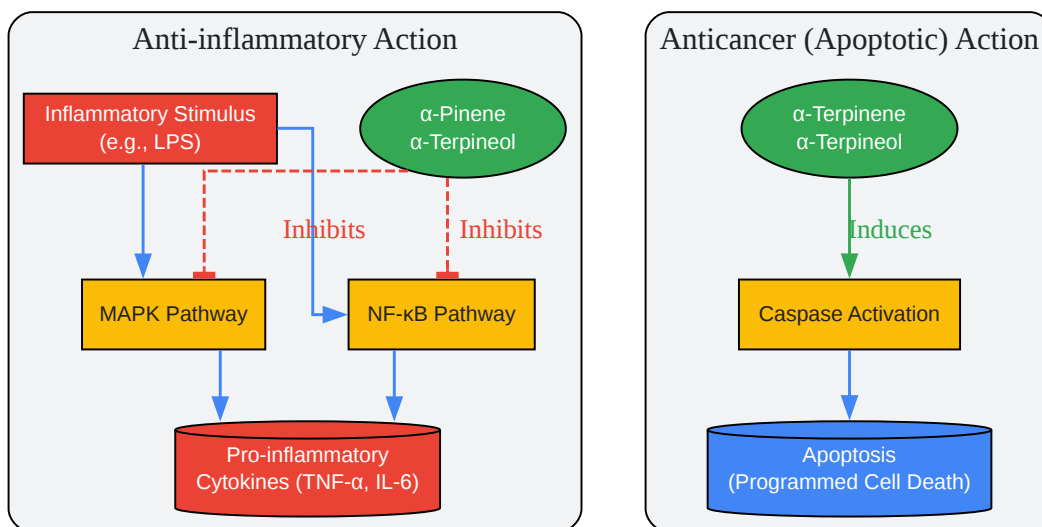 Anti-inflammatory Action
Inflammatory Stimulus
(e.g., LPS)
α-Pinene
α-Terpineol
Inhibits
Inhibits
MAPK Pathway
NF-κB Pathway
Pro-inflammatory
Cytokines (TNF-α, IL-6)
Anticancer (Apoptotic) Action
α-Terpinene
α-Terpineol
Induces
Caspase Activation
Apoptosis
(Programmed Cell Death)